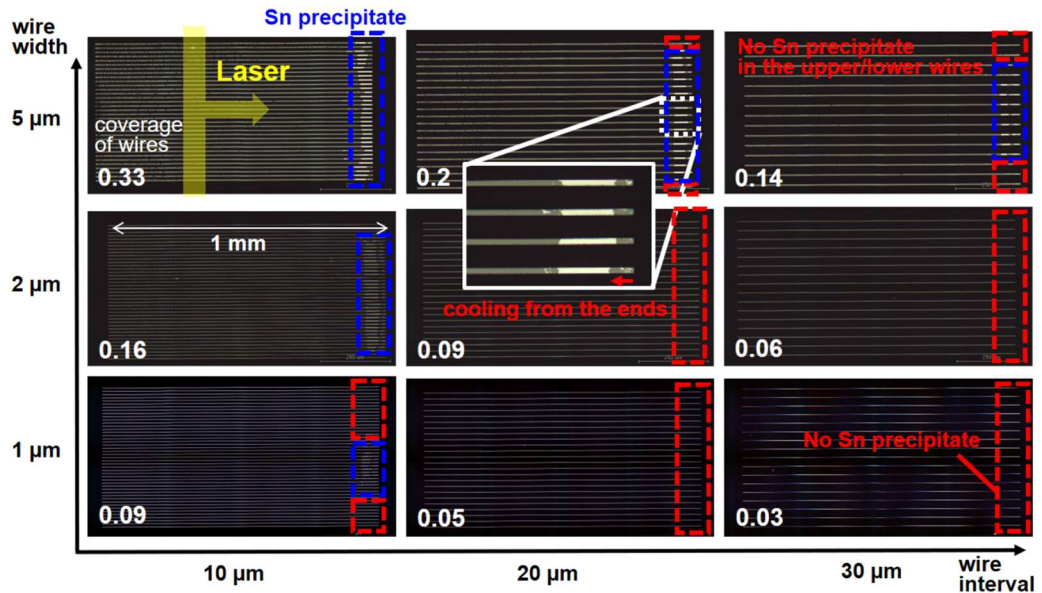 wire
width
Sn precipitate
5 μm
Laser
coverage
of wires
0.33
0.2
No Sn precipitate
in the upper/lower wires
0.14
2 μm
1 mm
0.16
cooling from the ends
0.09
0.06
1 μm
0.09
0.05
No Sn precipitate
0.03
10 μm
20 μm
30 μm
wire
interval